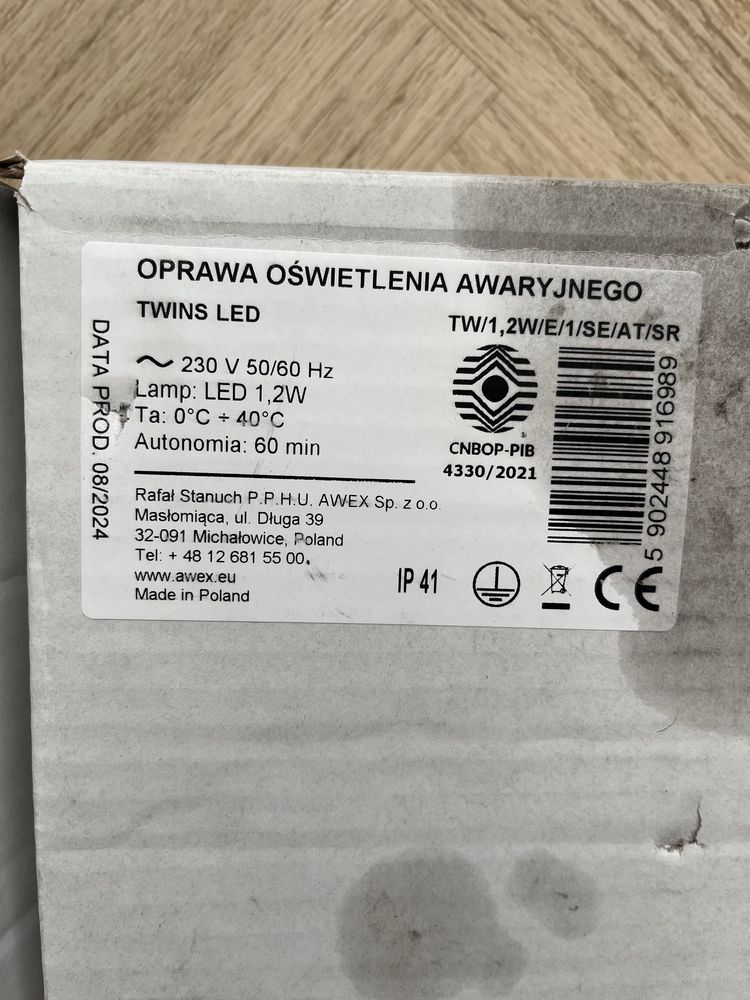 OPRAWA OŚWIETLENIA AWARYJNEGO
TWINS LED
TW/1,2W/E/1/SE/AT/SR
230 V 50/60 Hz
Lamp: LED 1,2W
Ta: 0°C ÷ 40°C
Autonomia: 60 min
CNBOP-PIB
4330/2021
5 902448 916989
DATA PROD. 08/2024
Rafał Stanuch P.P.H.U. AWEX Sp. z o.o.
Masłomiąca, ul. Długa 39
32-091 Michałowice, Poland
Tel: + 48 12 681 55 00
www.awex.eu
Made in Poland
IP 41
CE